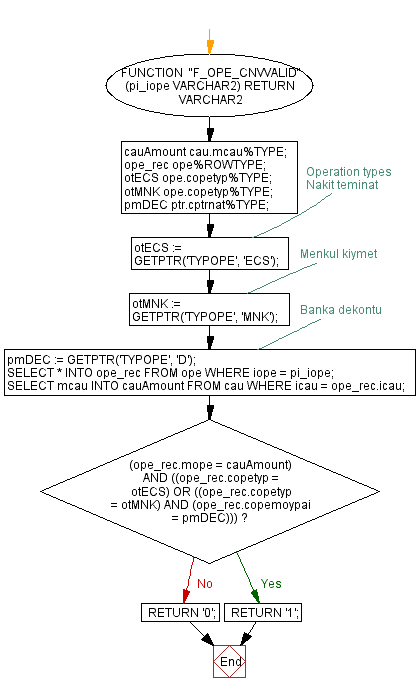 FUNCTION "F_OPE_CNVVALID"
(pi_iope VARCHAR2) RETURN
VARCHAR2
cauAmount cau.mcau%TYPE;
ope_rec ope%ROWTYPE;
otECS ope.copetyp%TYPE;
otMNK ope.copetyp%TYPE;
pmDEC ptr.cptrnat%TYPE;
Operation types
Nakit teminat
otECS :=
GETPTR('TYPOPE', 'ECS');
Menkul kiymet
otMNK :=
GETPTR('TYPOPE', 'MNK');
Banka dekontu
pmDEC := GETPTR('TYPOPE', 'D');
SELECT * INTO ope_rec FROM ope WHERE iope = pi_iope;
SELECT mcau INTO cauAmount FROM cau WHERE icau = ope_rec.icau;
(ope_rec.mope = cauAmount)
AND ((ope_rec.copetyp =
otECS) OR ((ope_rec.copetyp
= otMNK) AND (ope_rec.copemoypai
= pmDEC))) ?
No
Yes
RETURN '0';
RETURN '1';
End